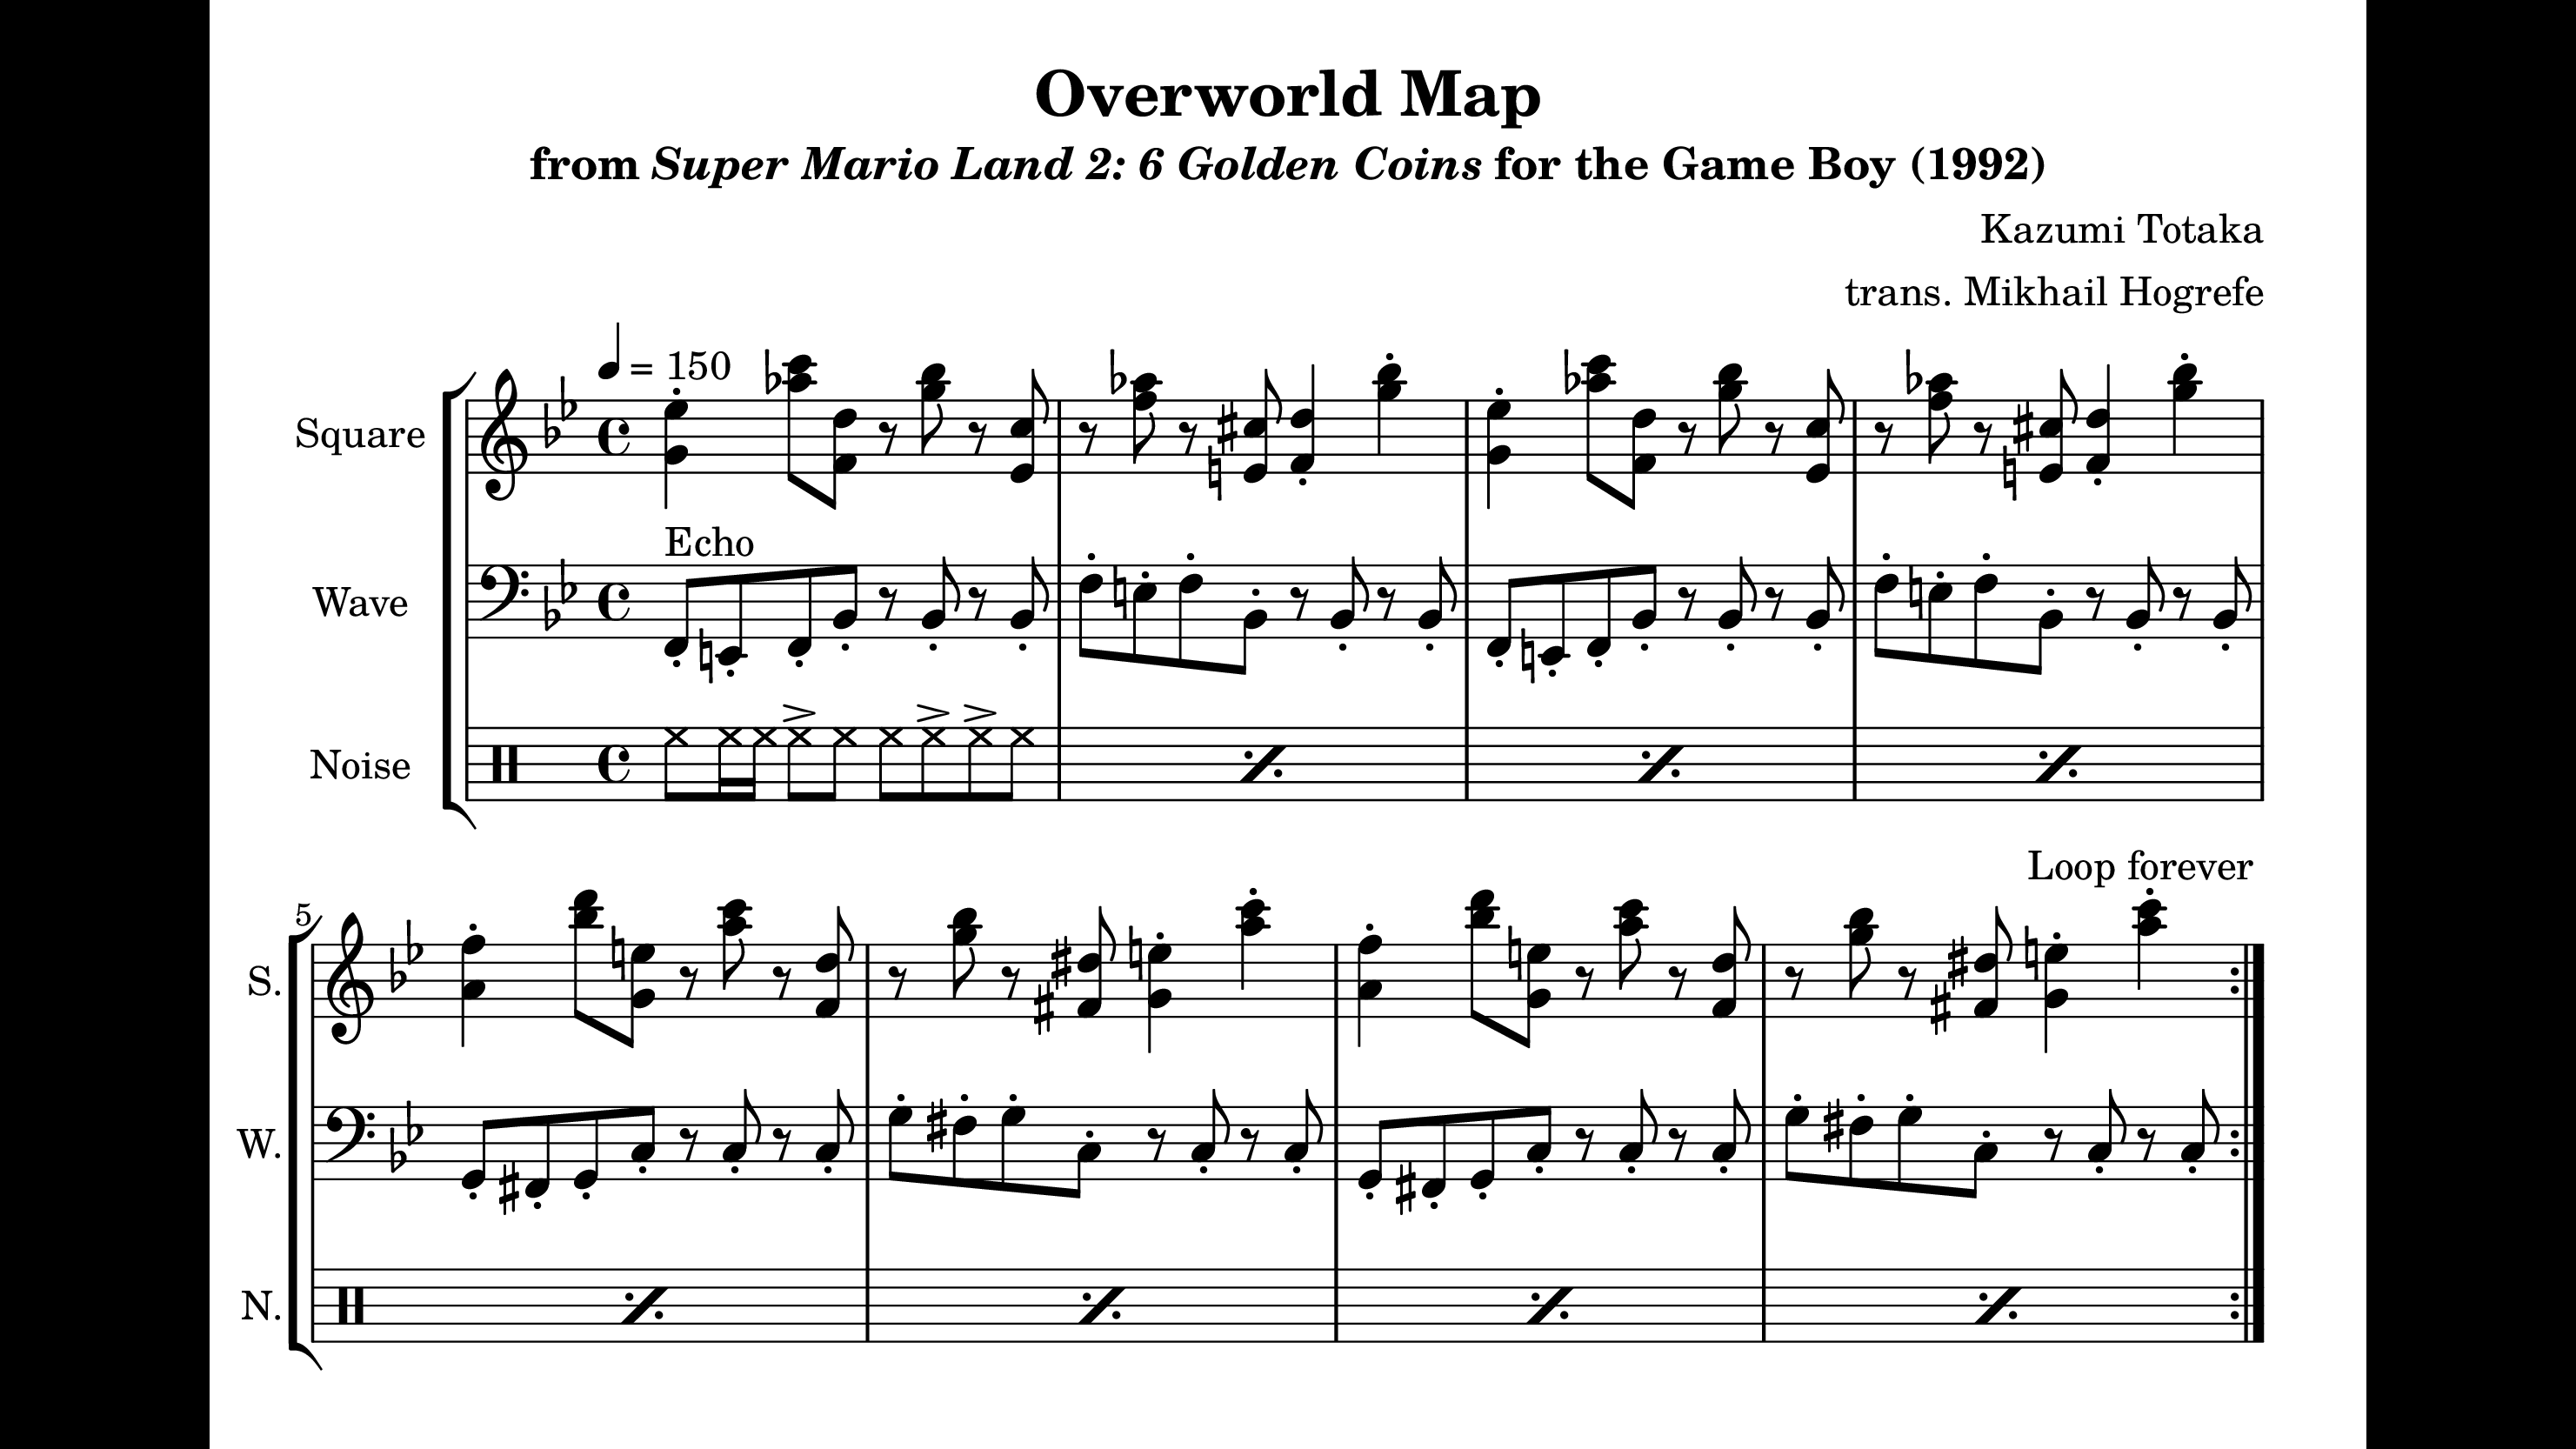 Overworld Map
from Super Mario Land 2: 6 Golden Coins for the Game Boy (1992)
Kazumi Totaka
trans. Mikhail Hogrefe
= 150
Square
Echo
Wave
Noise
Loop forever
5
S.
W.
N.